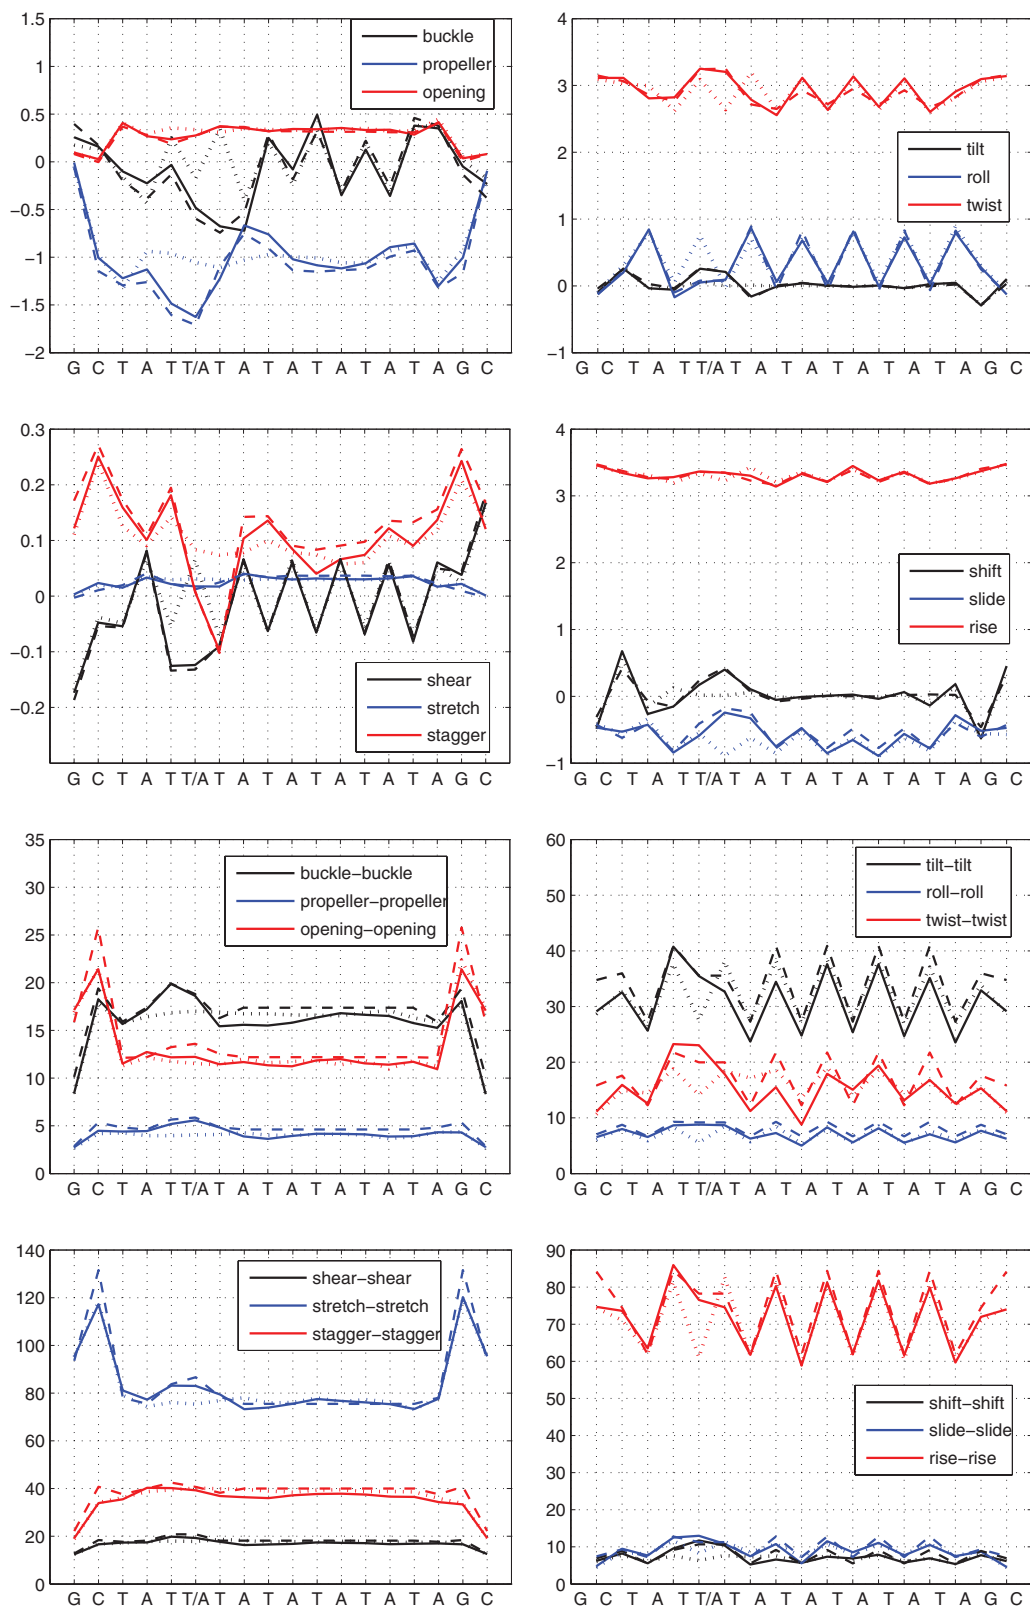 1.5
1
0.5
0
−0.5
−1
−1.5
−2
buckle
propeller
opening
G C T A T T/A T A T A T A T T A G C
4
3
2
1
0
−1
tilt
roll
twist
G C T A T T/A T A T A T A T T A G C
0.3
0.2
0.1
0
−0.1
−0.2
shear
stretch
stagger
G C T A T T/A T A T A T A T A T A G C
4
3
2
1
0
−1
shift
slide
rise
G C T A T T/A T A T A T A T A T A G C
35
30
25
20
15
10
5
0
buckle−buckle
propeller−propeller
opening−opening
G C T A T T/A T A T A T A T A T A G C
60
50
40
30
20
10
0
tilt−tilt
roll−roll
twist−twist
G C T A T T/A T A T A T A T A T A G C
140
120
100
80
60
40
20
0
shear−shear
stretch−stretch
stagger−stagger
G C T A T T/A T A T A T A T A T A G C
90
80
70
60
50
40
30
20
10
0
shift−shift
slide−slide
rise−rise
G C T A T T/A T A T A T A T A T A G C